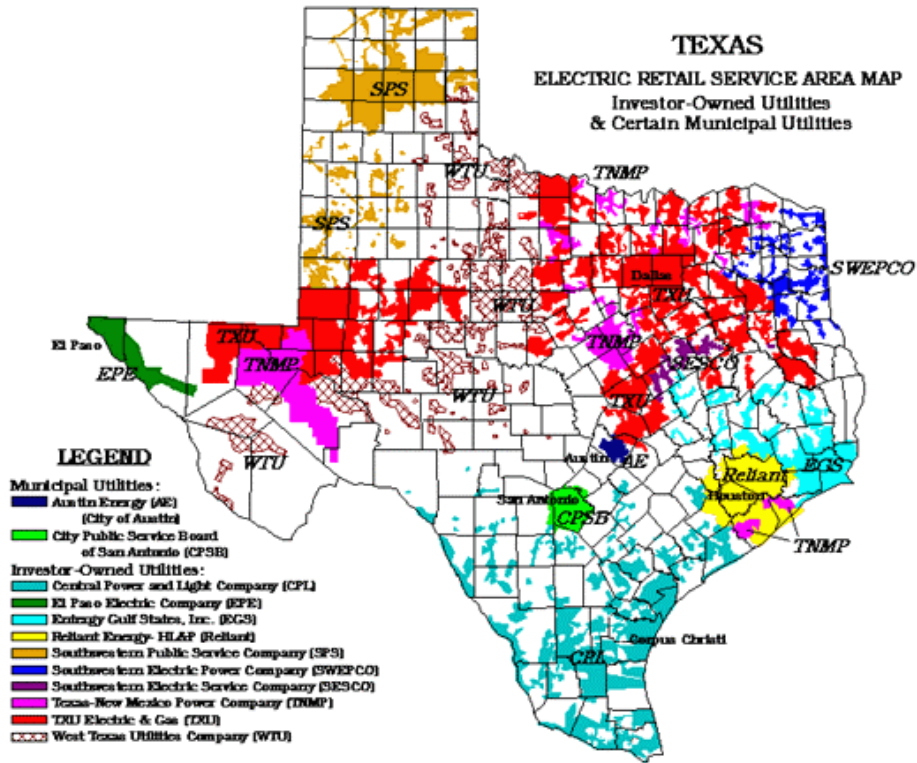 TEXAS
ELECTRIC RETAIL SERVICE AREA MAP
Investor-Owned Utilities
& Certain Municipal Utilities
SPS
WTU
TNMP
SPS
Dallas
SWEPCO
TXU
WTU
TXU
TNMP
El Paso
TNMP
SESCO
EPE
WTU
TXU
WTU
Austin
AE
Reliant
EGS
San Antonio
Houston
CPSB
TNMP
Corpus Christi
CPL
LEGEND
Municipal Utilities:
Austin Energy (AE)
(City of Austin)
City Public Service Board
of San Antonio (CPSB)
Investor-Owned Utilities:
Central Power and Light Company (CPL)
El Paso Electric Company (EPE)
Entergy Gulf States, Inc. (EGS)
Reliant Energy- HL&P (Reliant)
Southwestern Public Service Company (SPS)
Southwestern Electric Power Company (SWEPCO)
Southwestern Electric Service Company (SESCO)
Texas-New Mexico Power Company (TNMP)
TXU Electric & Gas (TXU)
West Texas Utilities Company (WTU)